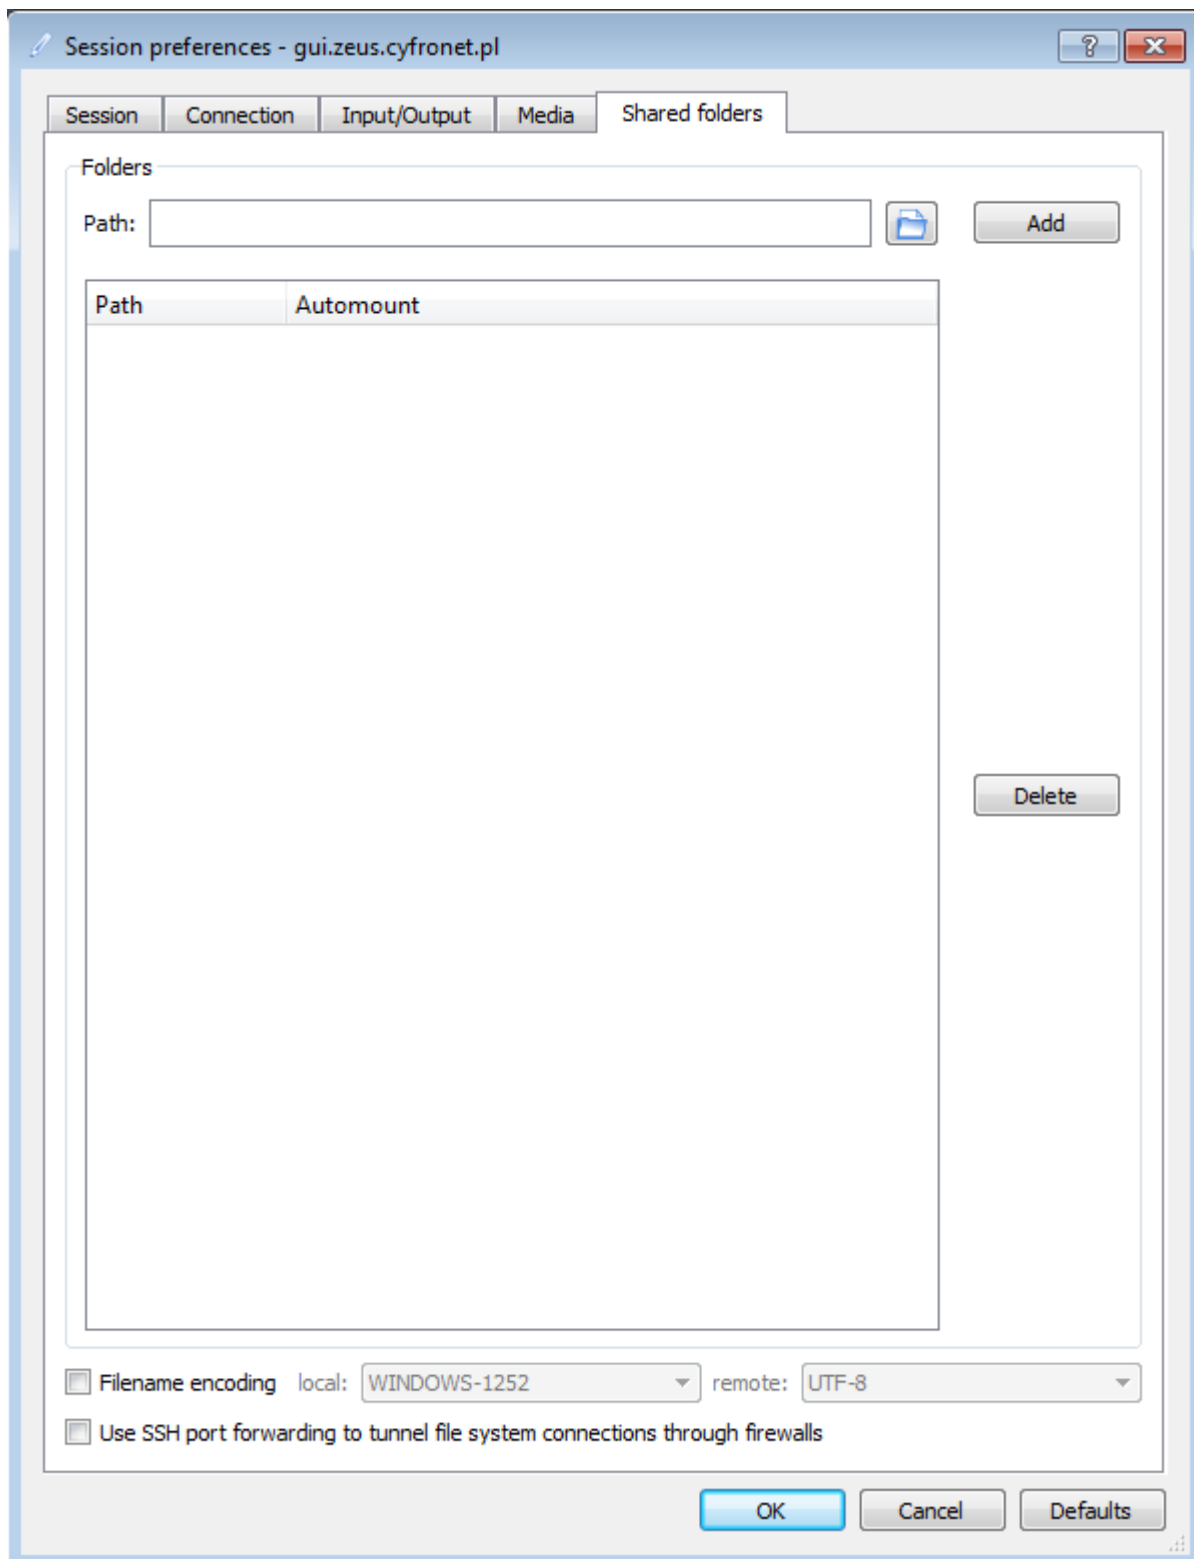 Session preferences - gui.zeus.cyfronet.pl
?
Session Connection Input/Output Media Shared folders
Folders
Path: Add
Path Automount
Delete
Filename encoding local: WINDOWS-1252 remote: UTF-8
Use SSH port forwarding to tunnel file system connections through firewalls
OK Cancel Defaults